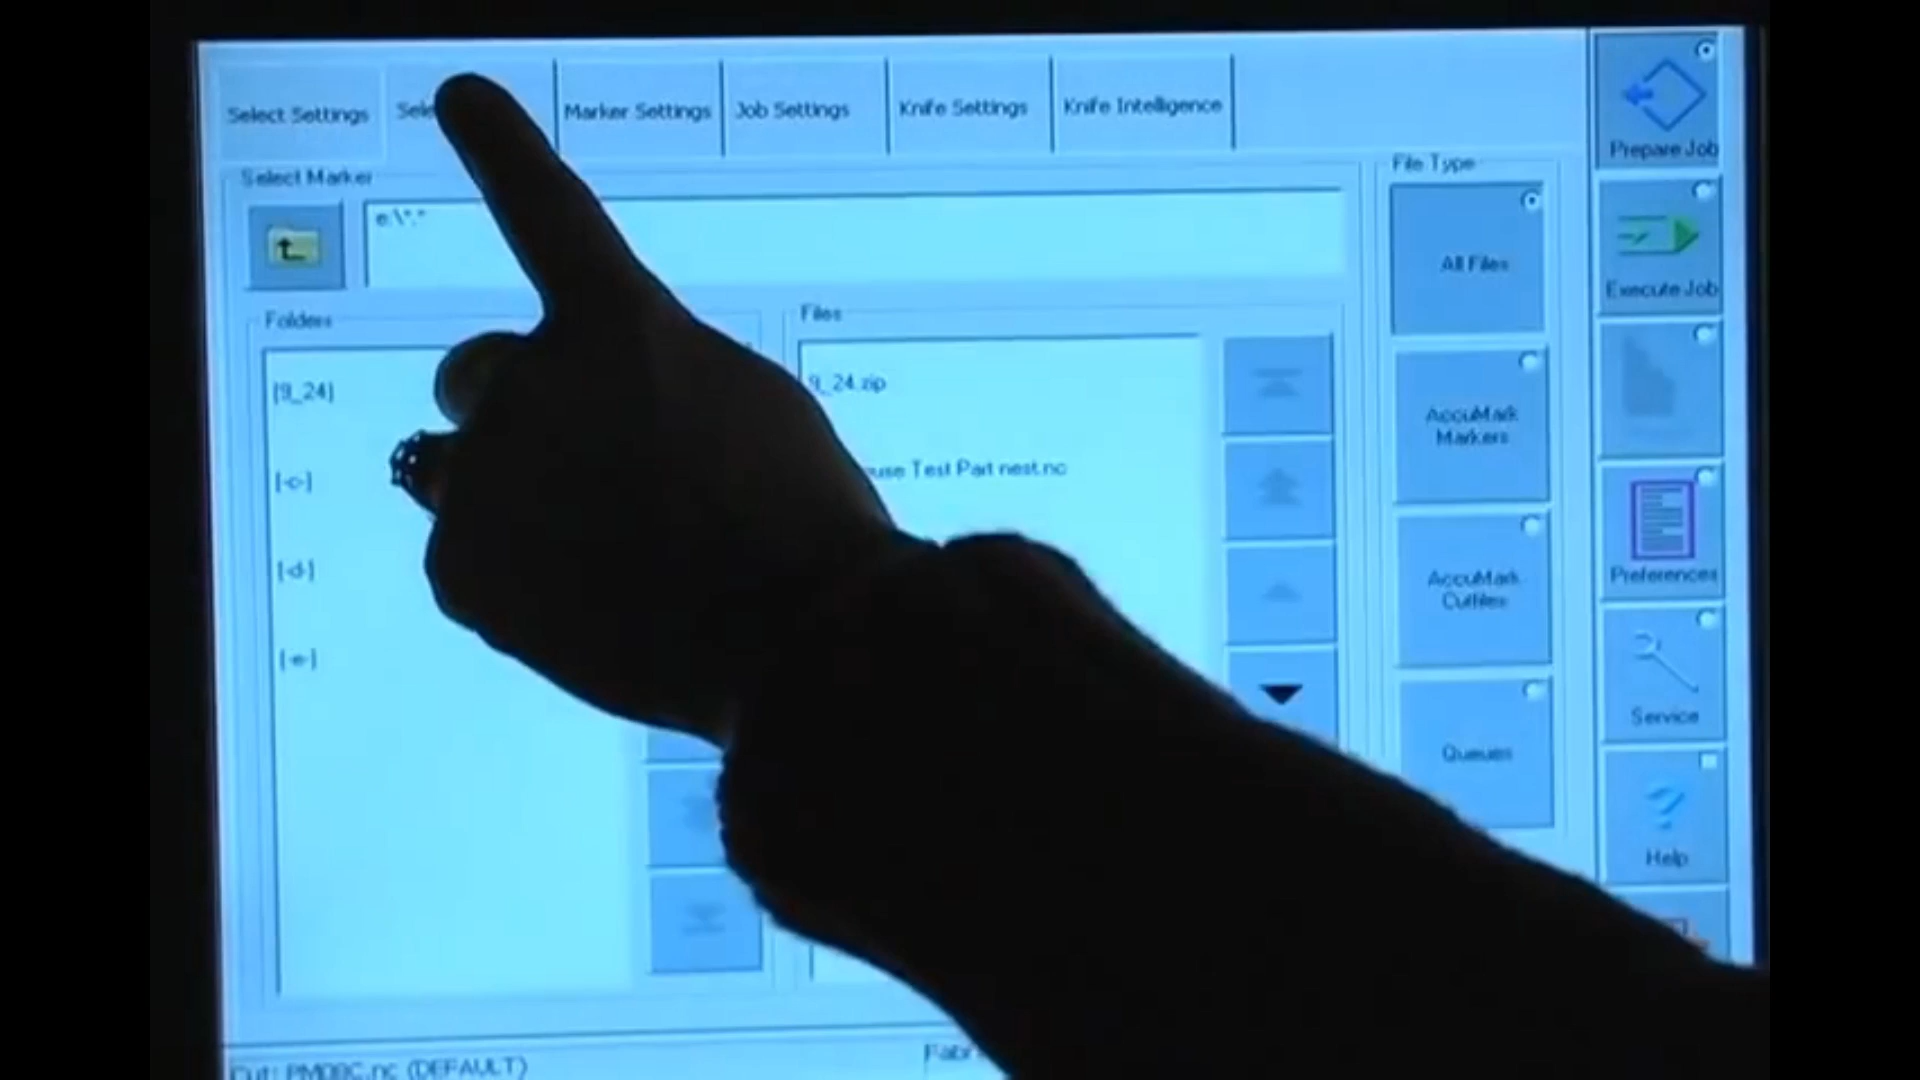 Select Settings
Marker Settings
Job Settings
Knife Settings
Knife Intelligence
Prepare Job
Select Marker
e:\*.*
File Type
All Files
Execute Job
Folders
Files
[9_24]
9_24.zip
AccuMark
Markers
[-c-]
Test Part nest.nc
[-d-]
AccuMark
Cutfiles
Preferences
[-e-]
Service
Queues
Help
Cut: PM08C.nc (DEFAULT)